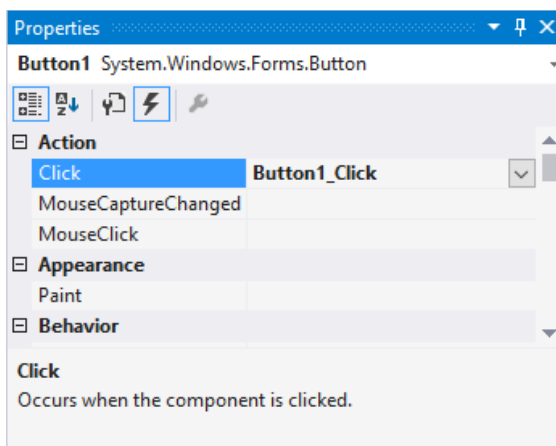 Properties
Button1 System.Windows.Forms.Button
Action
Click Button1_Click
MouseCaptureChanged
MouseClick
Appearance
Paint
Behavior
Click
Occurs when the component is clicked.